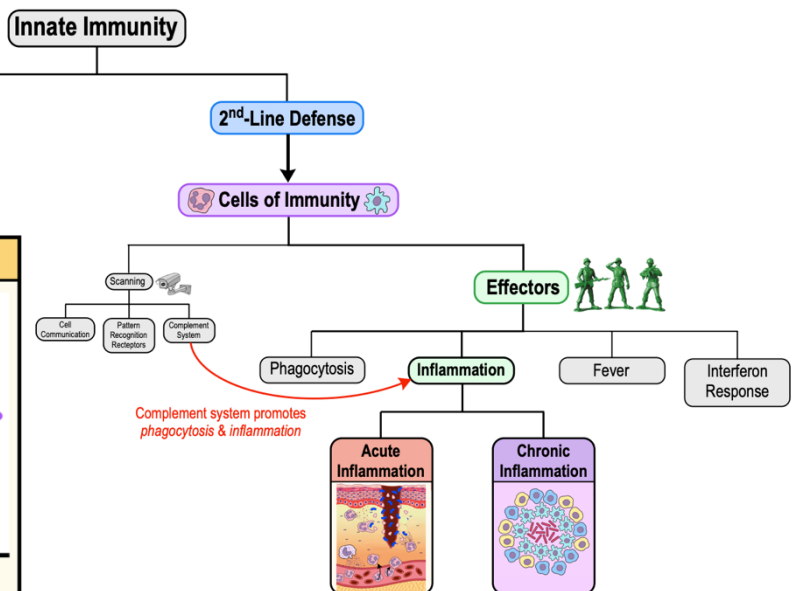 Innate Immunity
2nd-Line Defense
Cells of Immunity
Scanning
Effectors
Cell
Communication
Pattern
Recognition
Recteptors
Complement
System
Phagocytosis
Inflammation
Fever
Interferon
Response
Complement system promotes
phagocytosis & inflammation
Acute
Inflammation
Chronic
Inflammation